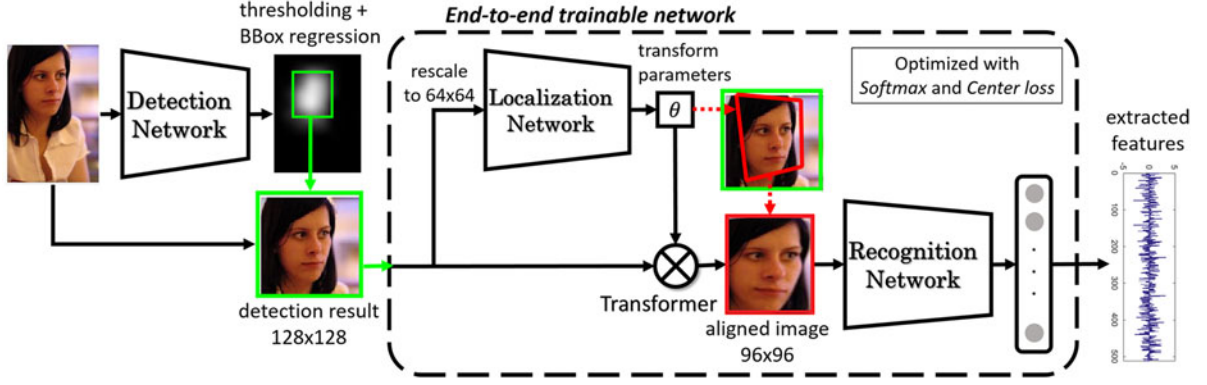 End-to-end trainable network
thresholding +
BBox regression
Detection
Network
detection result
128x128
rescale
to 64x64
Localization
Network
transform
parameters
θ
Transformer
aligned image
96x96
Recognition
Network
Optimized with
Softmax and Center loss
extracted
features
-5 0 5
0
100
200
300
400
500